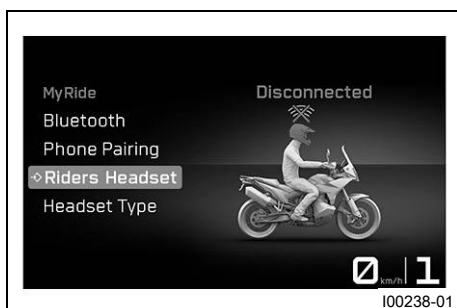 MyRide
Disconnected
Bluetooth
Phone Pairing
Riders Headset
Headset Type
0 km/h 1
I00238-01